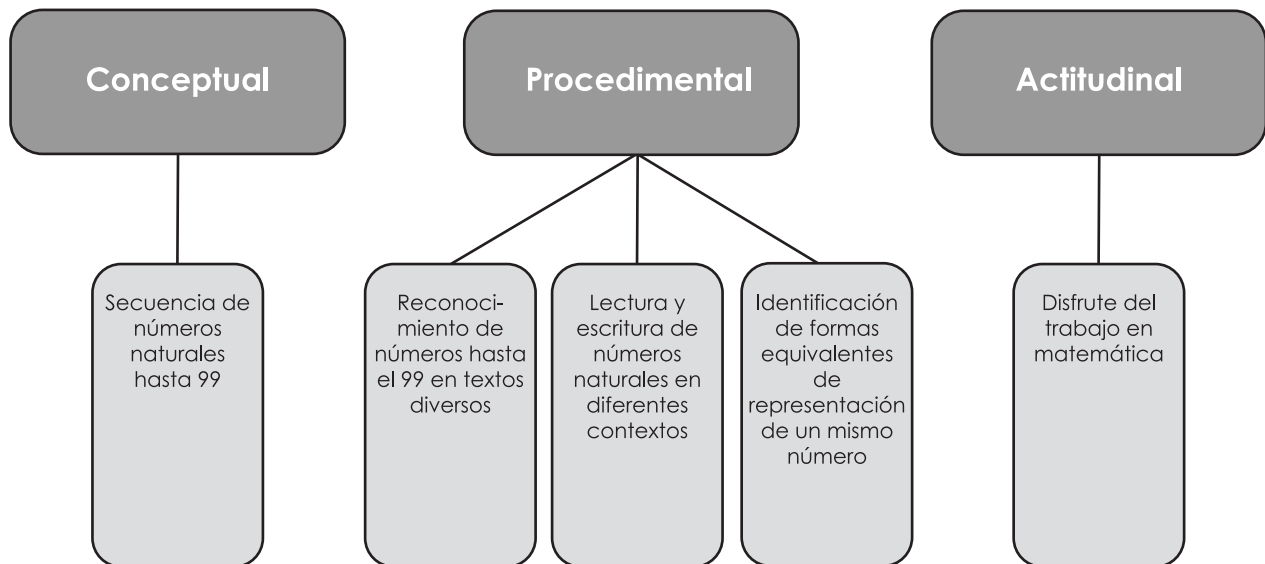 Conceptual
Procedimental
Actitudinal
Secuencia de
números
naturales
hasta 99
Reconoci-
miento de
números hasta
el 99 en textos
diversos
Lectura y
escritura de
números
naturales en
diferentes
contextos
Identificación
de formas
equivalentes
de
representación
de un mismo
número
Disfrute del
trabajo en
matemática